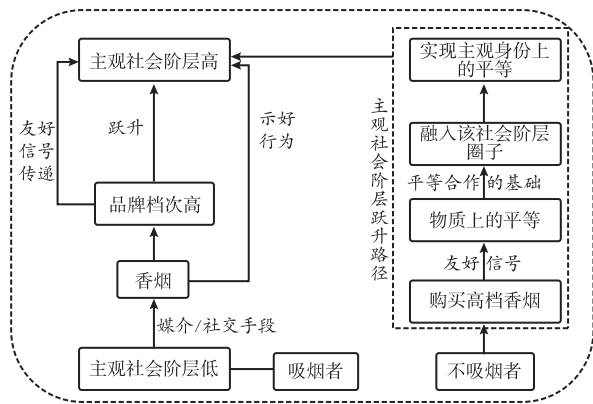 主观社会阶层高
友好
信号
传递
跃升
示好
行为
品牌档次高
香烟
媒介/社交手段
主观社会阶层低
吸烟者
主观社会阶层跃升路径
实现主观身份上
的平等
融入该社会阶层
圈子
平等合作的基础
物质上的平等
友好信号
购买高档香烟
不吸烟者